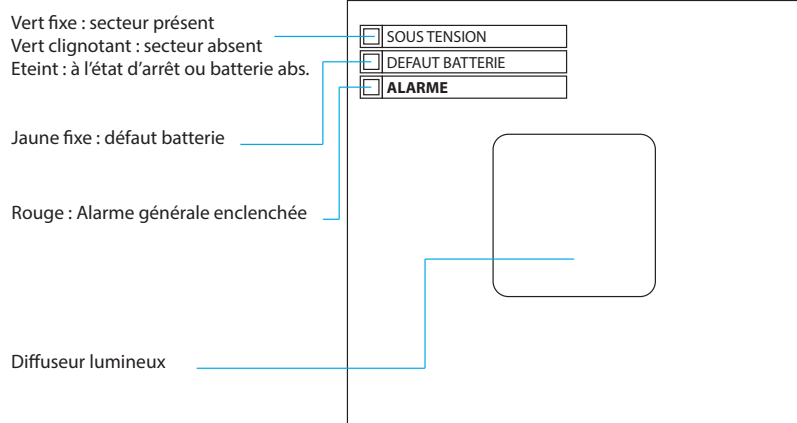 Vert fixe : secteur présent
Vert clignotant : secteur absent
Eteint : à l'état d'arrêt ou batterie abs.
SOUS TENSION
DEFAUT BATTERIE
ALARME
Jaune fixe : défaut batterie
Rouge : Alarme générale enclenchée
Diffuseur lumineux